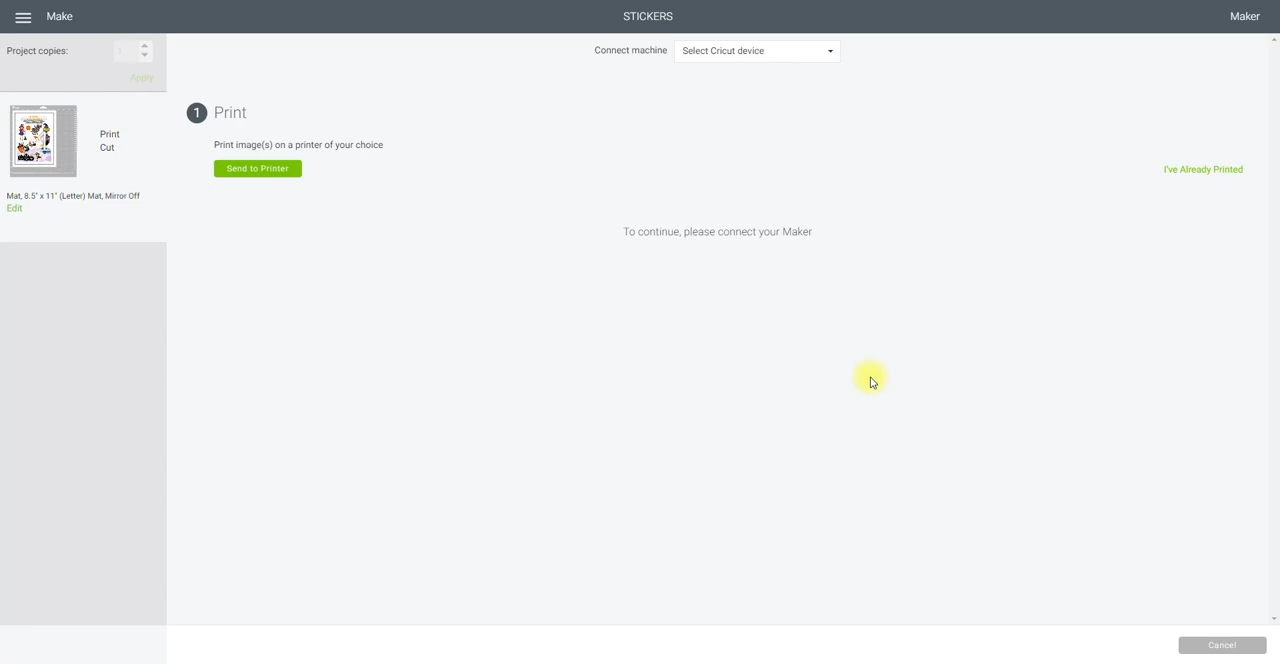 Make
STICKERS
Maker
Project copies:
1
Apply
Connect machine
Select Cricut device
1
Print
Print image(s) on a printer of your choice
Send to Printer
I've Already Printed
Print
Cut
Mat, 8.5" x 11" (Letter) Mat, Mirror Off
Edit
To continue, please connect your Maker
Cancel